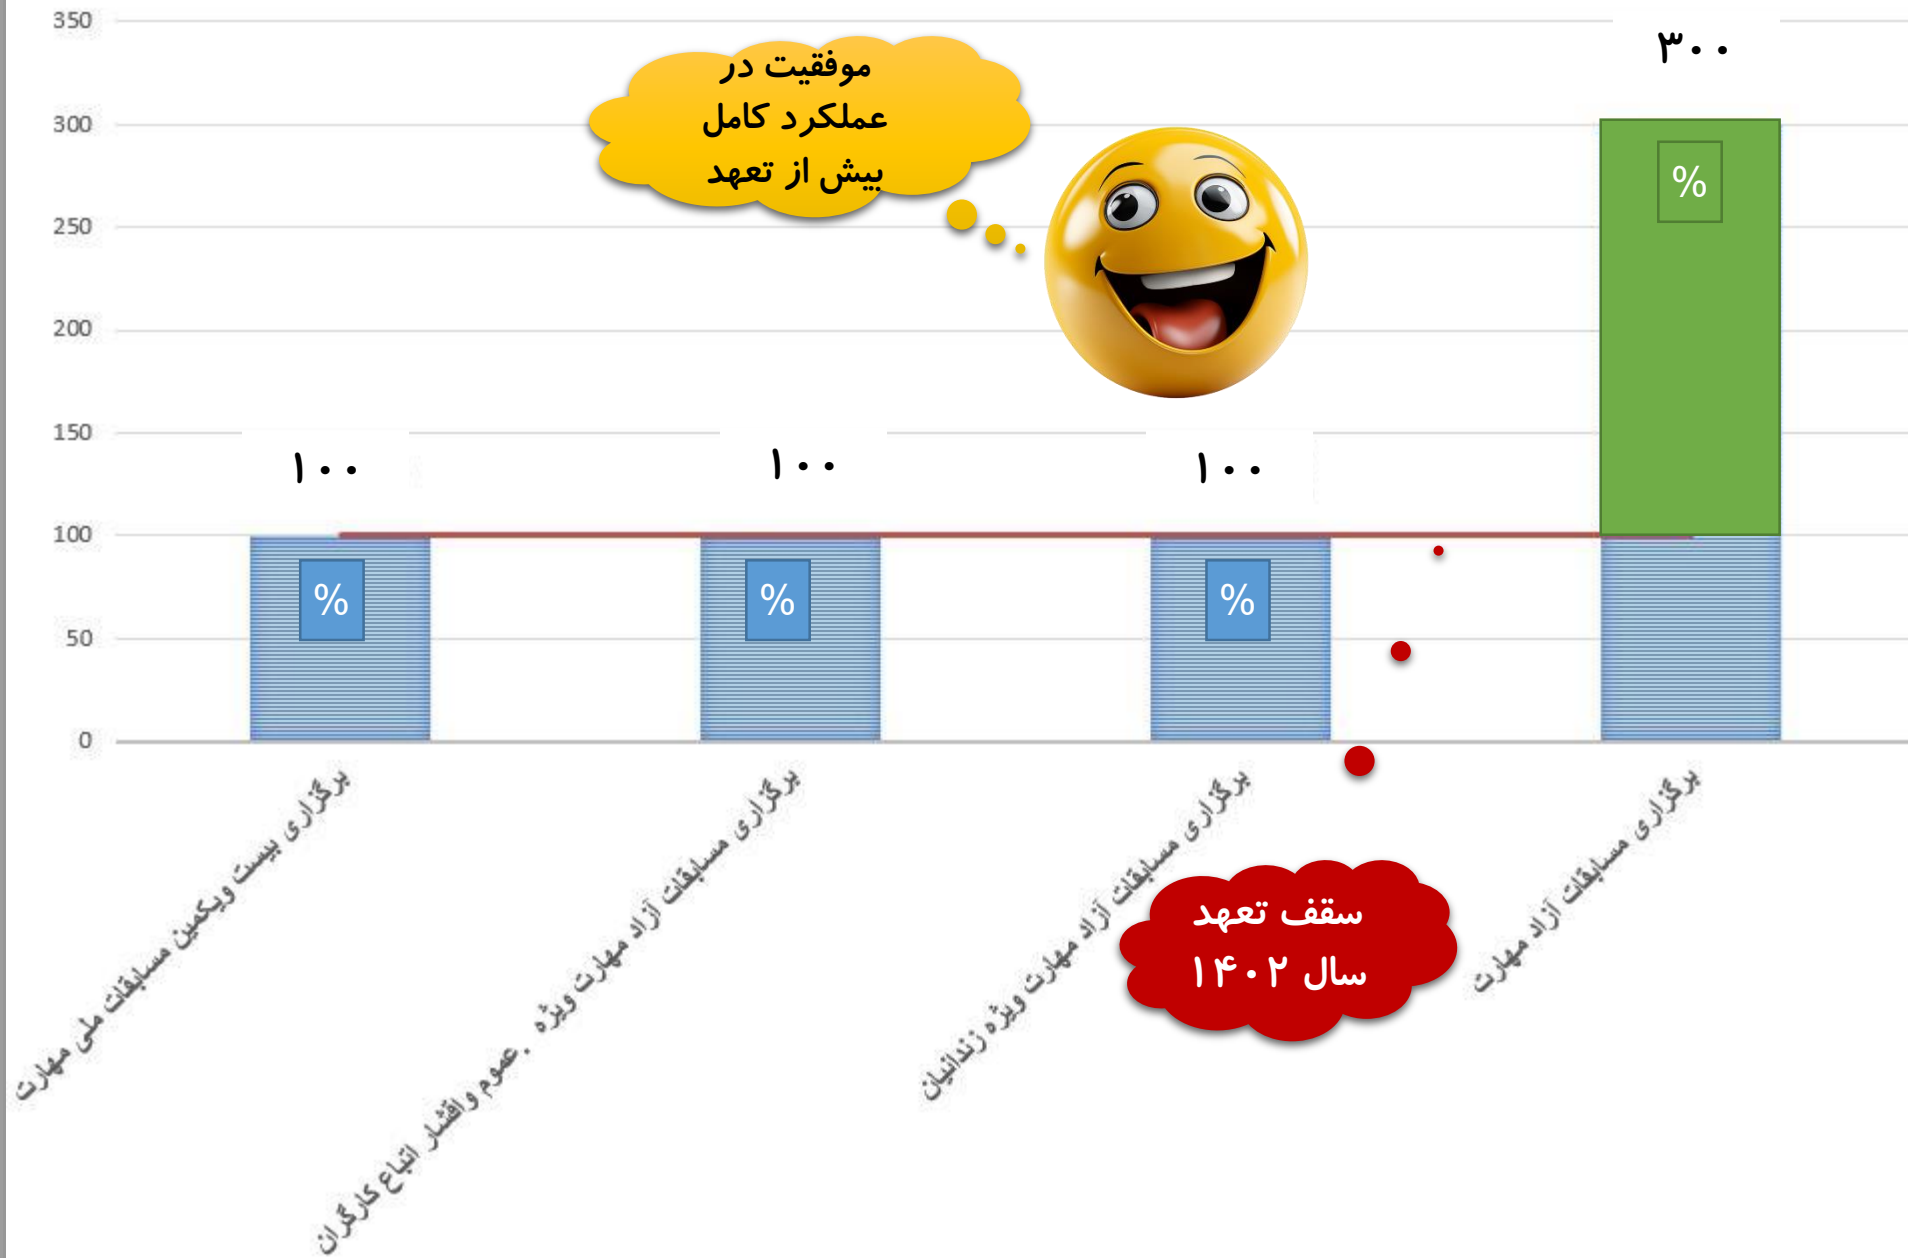 350
۳۰۰
موفقیت در
عملکرد کامل
بیش از تعهد
300
%
250
200
150
۱۰۰
۱۰۰
۱۰۰
100
%
%
%
50
0
برگزاری بیست ویکمین مسابقات ملی مهارت
برگزاری مسابقات آزاد مهارت ویژه .عموم واقشار اتباع کارگران
برگزاری مسابقات آزاد مهارت ویژه زندانیان
برگزاری مسابقات آزاد مهارت
سقف تعهد
سال ۱۴۰۲